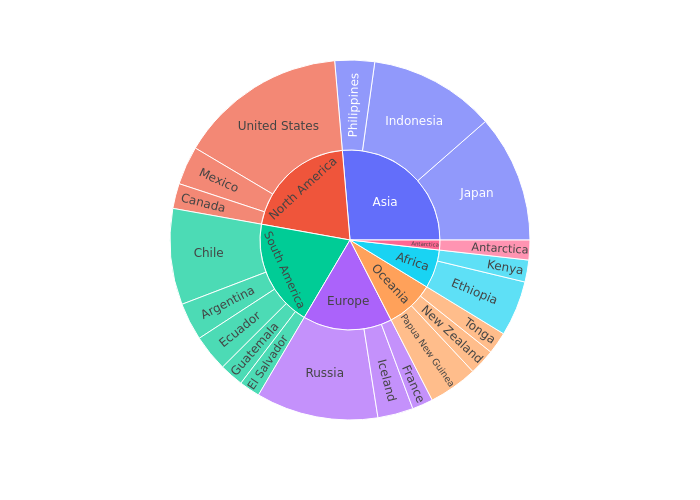 Philippines
Indonesia
Japan
United States
Mexico
Canada
North America
Asia
Antarctica
Antarctica
Africa
Kenya
Ethiopia
South America
Chile
Argentina
Ecuador
Guatemala
El Salvador
Europe
Russia
Iceland
France
Oceania
Papua New Guinea
New Zealand
Tonga